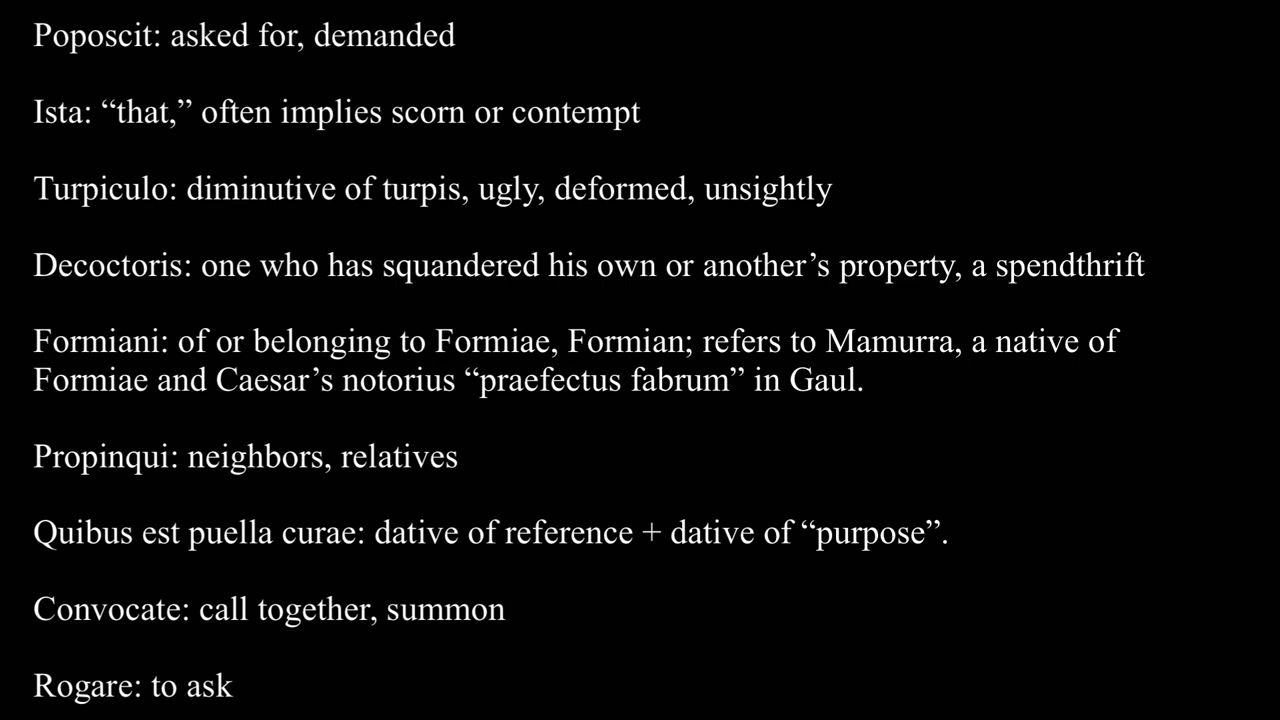 Poposcit: asked for, demanded
Ista: “that,” often implies scorn or contempt
Turpiculo: diminutive of turpis, ugly, deformed, unsightly
Decoctoris: one who has squandered his own or another’s property, a spendthrift
Formiani: of or belonging to Formiae, Formian; refers to Mamurra, a native of
Formiae and Caesar’s notorius “praefectus fabrum” in Gaul.
Propinqui: neighbors, relatives
Quibus est puella curae: dative of reference + dative of “purpose”.
Convocate: call together, summon
Rogare: to ask